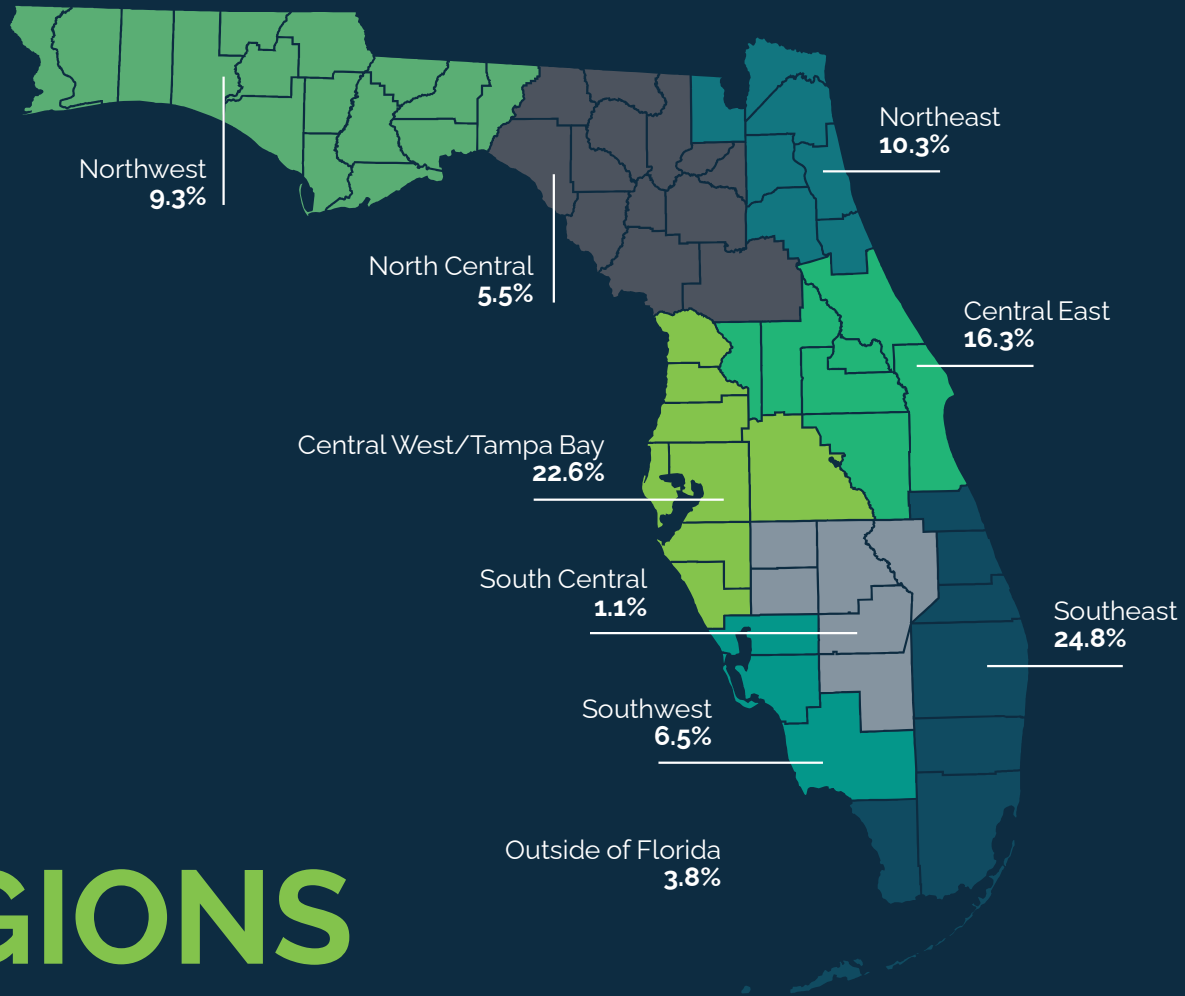 Northeast
10.3%
Northwest
9.3%
North Central
5.5%
Central East
16.3%
Central West/Tampa Bay
22.6%
South Central
1.1%
Southeast
24.8%
Southwest
6.5%
Outside of Florida
3.8%
GIONS